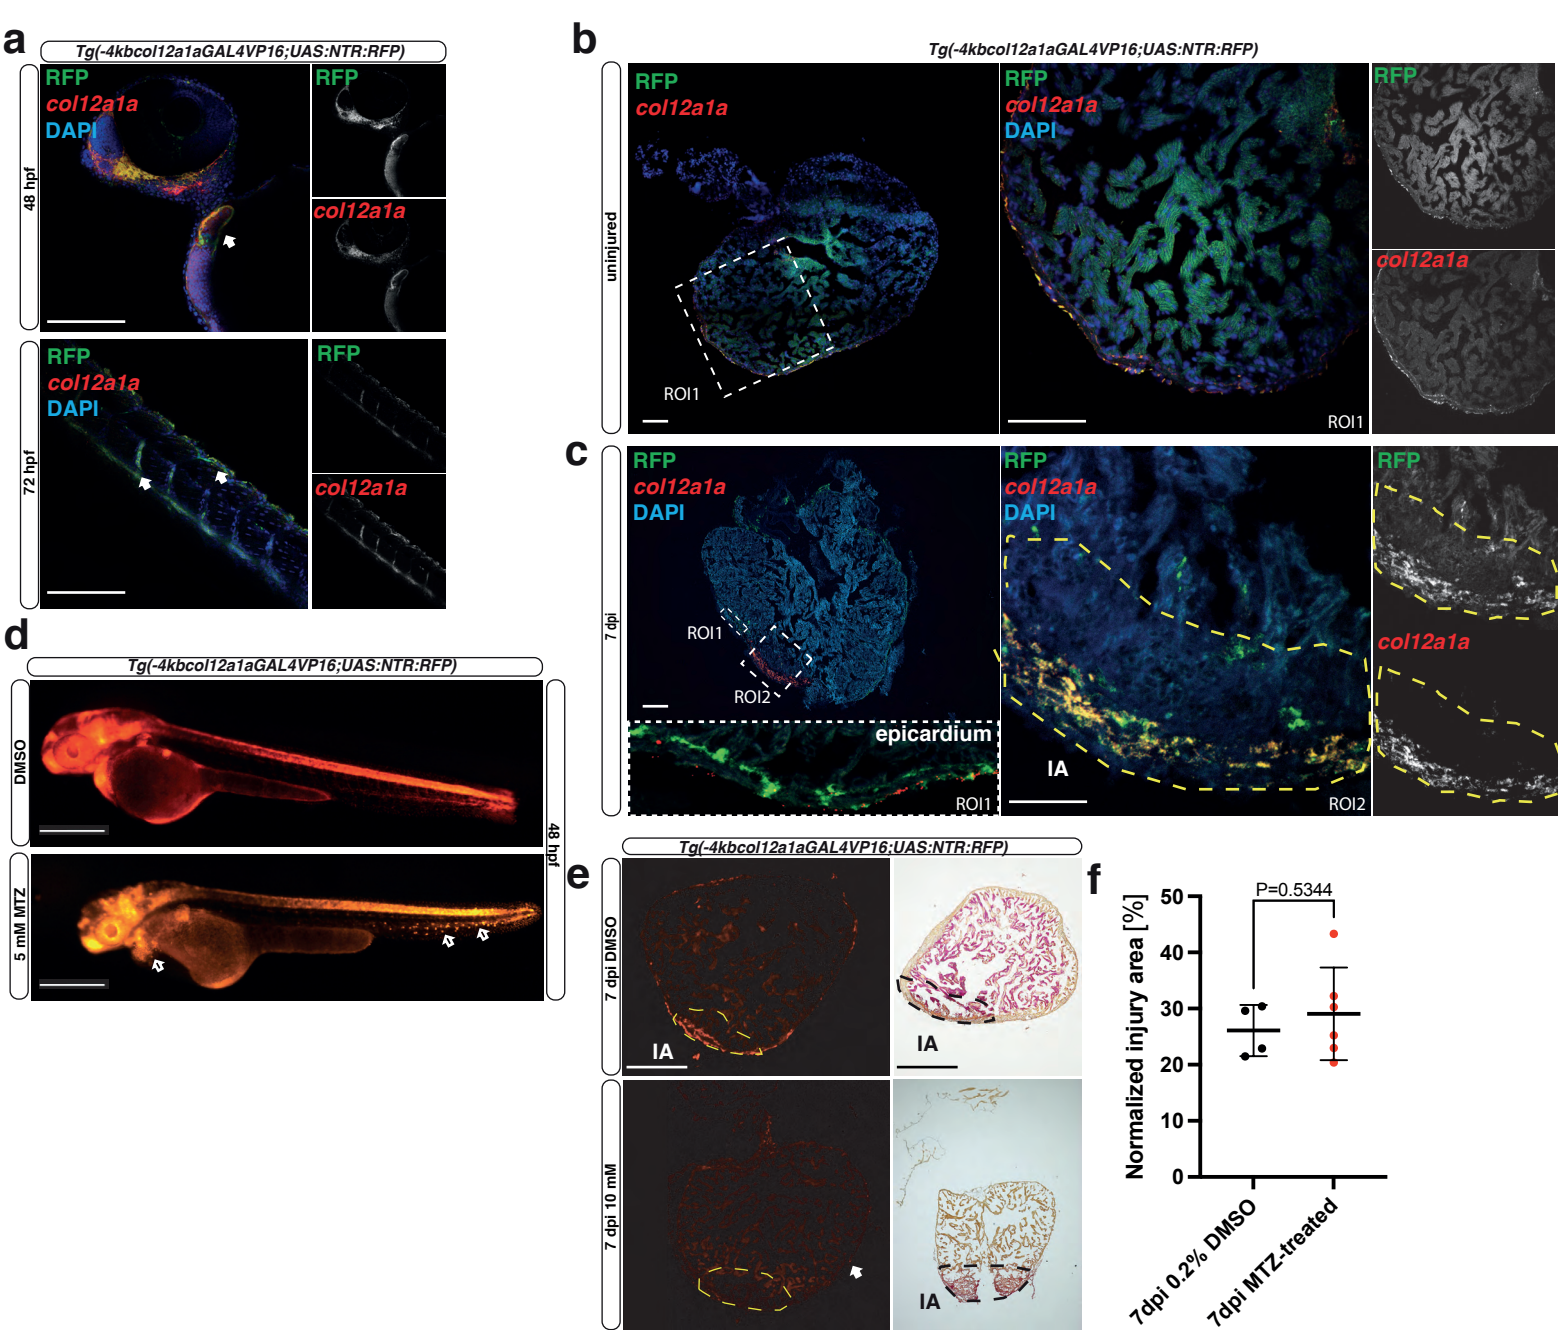 a
Tg(-4kbcol12a1aGAL4VP16;UAS:NTR:RFP)
48 hpf
RFP
col12a1a
DAPI
RFP
col12a1a
72 hpf
RFP
col12a1a
DAPI
RFP
col12a1a
b
Tg(-4kbcol12a1aGAL4VP16;UAS:NTR:RFP)
uninjured
RFP
col12a1a
ROI1
RFP
col12a1a
DAPI
ROI1
RFP
col12a1a
c
7 dpi
RFP
col12a1a
DAPI
ROI1
ROI2
epicardium
ROI1
RFP
col12a1a
DAPI
IA
ROI2
RFP
col12a1a
d
Tg(-4kbcol12a1aGAL4VP16;UAS:NTR:RFP)
DMSO
5 mM MTZ
48 hpf
e
Tg(-4kbcol12a1aGAL4VP16;UAS:NTR:RFP)
7 dpi DMSO
IA
IA
7 dpi 10 mM
IA
f
P=0.5344
Normalized injury area [%]
50
40
30
20
10
0
7dpi 0.2% DMSO
7dpi MTZ-treated